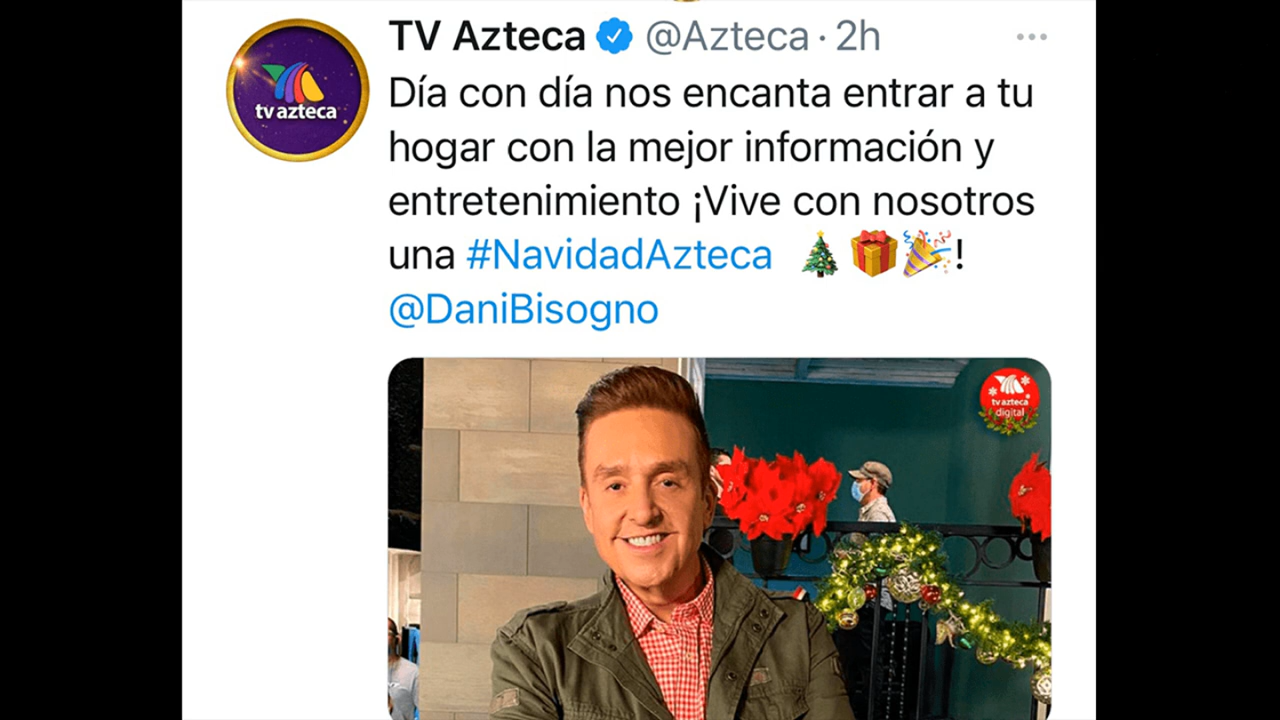 TV Azteca @Azteca · 2h
tv azteca
Día con día nos encanta entrar a tu
hogar con la mejor información y
entretenimiento ¡Vive con nosotros
una #NavidadAzteca 🎄🎁🎉!
@DaniBisogno
tv azteca
digital